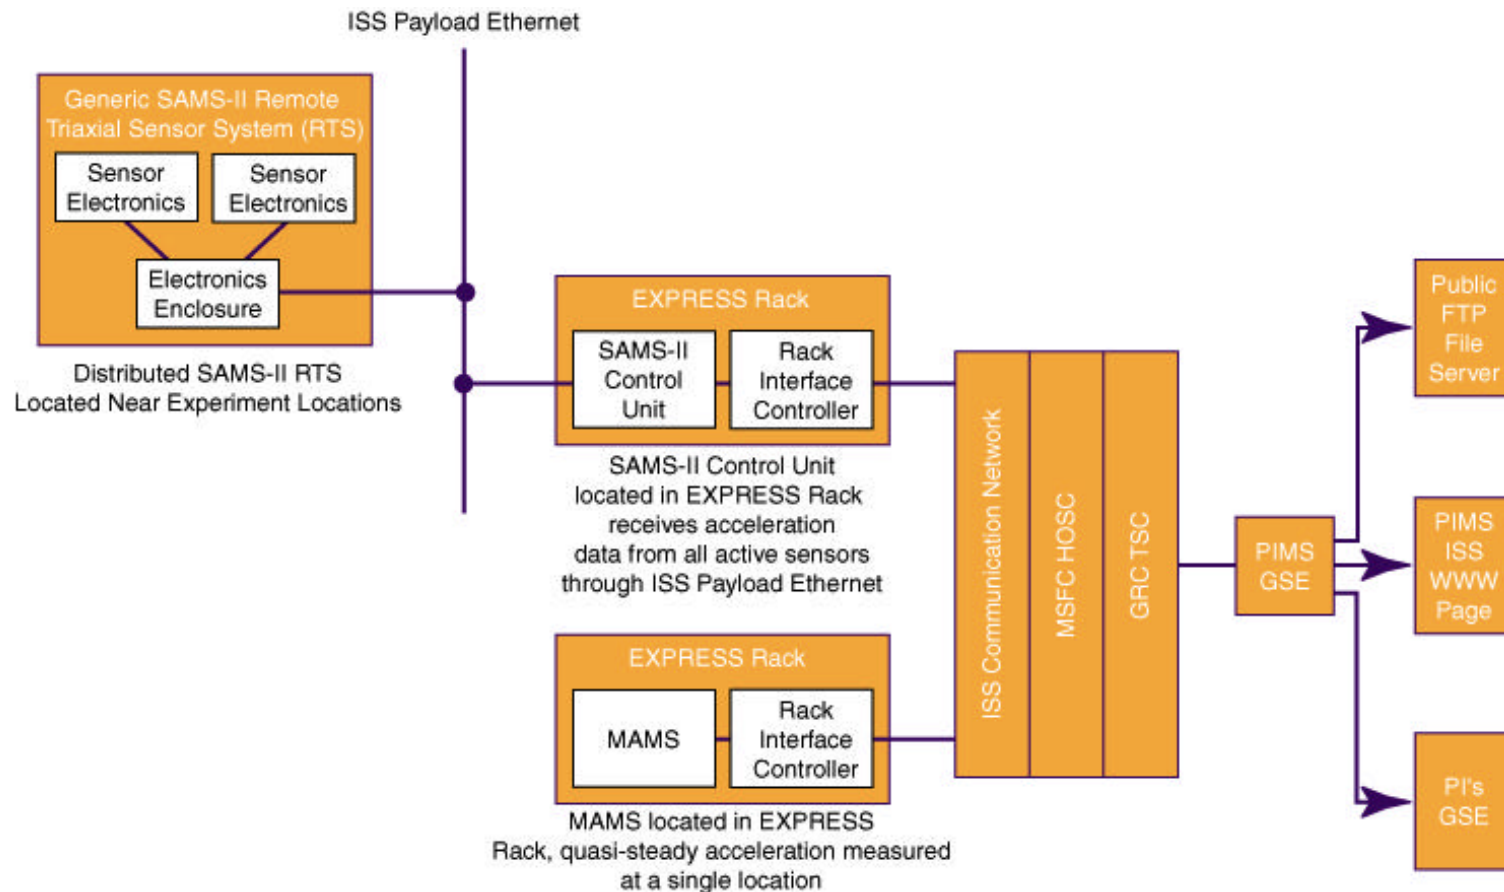 ISS Payload Ethernet
Generic SAMS-II Remote
Triaxial Sensor System (RTS)
Sensor
Electronics
Sensor
Electronics
Electronics
Enclosure
Distributed SAMS-II RTS
Located Near Experiment Locations
EXPRESS Rack
SAMS-II
Control
Unit
Rack
Interface
Controller
SAMS-II Control Unit
located in EXPRESS Rack
receives acceleration
data from all active sensors
through ISS Payload Ethernet
EXPRESS Rack
MAMS
Rack
Interface
Controller
MAMS located in EXPRESS
Rack, quasi-steady acceleration measured
at a single location
ISS Communication Network
MSFC HOSC
GRC TSC
PIMS
GSE
Public
FTP
File
Server
PIMS
ISS
WWW
Page
PI's
GSE